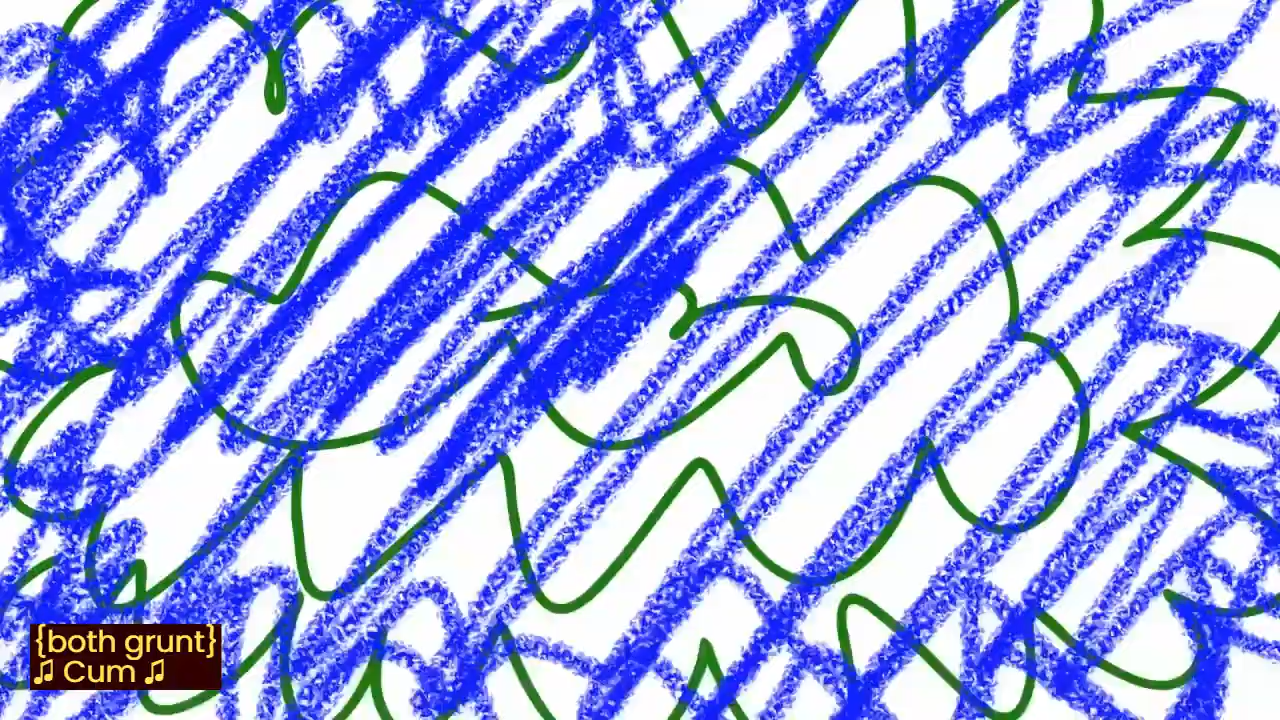 {both grunt}
♫ Cum ♫